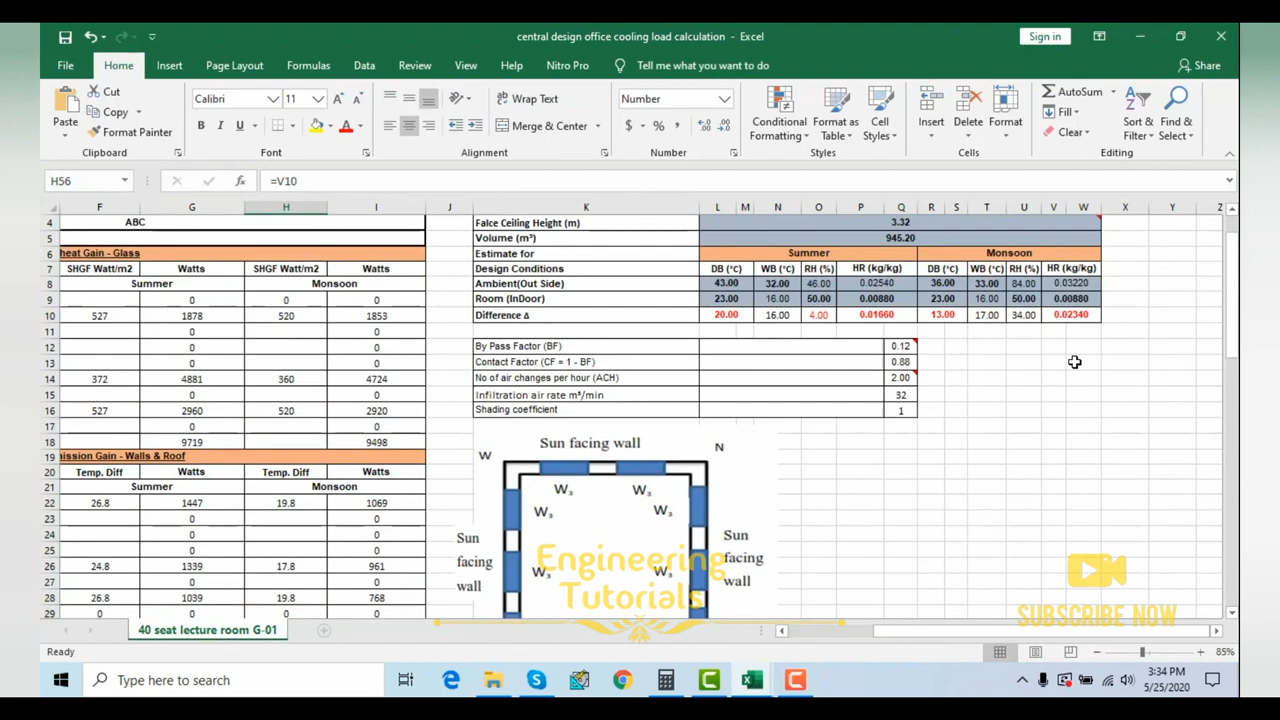 central design office cooling load calculation - Excel
Sign in
File Home Insert Page Layout Formulas Data Review View Help Nitro Pro Tell me what you want to do Share
Paste Cut Copy Format Painter
Calibri 11 B I U
Wrap Text Merge & Center
Number $ %
Conditional Formatting Format as Table Cell Styles
Insert Delete Format
AutoSum Fill Clear Sort & Filter Find & Select
Clipboard Font Alignment Number Styles Cells Editing
H56 fx =V10
F G H I J K L M N O P Q R S T U V W X Y Z
4 ABC Falce Ceiling Height (m) 3.32
5 Volume (m³) 945.20
6 Heat Gain - Glass Estimate for Summer Monsoon
7 SHGF Watt/m2 Watts SHGF Watt/m2 Watts Design Conditions DB (°C) WB (°C) RH (%) HR (kg/kg) DB (°C) WB (°C) RH (%) HR (kg/kg)
8 Summer Monsoon Ambient(Out Side) 43.00 32.00 46.00 0.02540 36.00 33.00 84.00 0.03220
9 0 0 0 Room (InDoor) 23.00 16.00 50.00 0.00880 23.00 16.00 50.00 0.00880
10 527 1878 520 1853 Difference Δ 20.00 16.00 4.00 0.01660 13.00 17.00 34.00 0.02340
11 0 0
12 0 0 By Pass Factor (BF) 0.12
13 0 0 Contact Factor (CF = 1 - BF) 0.88
14 372 4881 360 4724 No of air changes per hour (ACH) 2.00
15 0 0 Infiltration air rate m³/min 32
16 527 2960 520 2920 Shading coefficient 1
17 0 0
18 9719 9498
19 mission Gain - Walls & Roof
20 Temp. Diff Watts Temp. Diff Watts
21 Summer Monsoon
22 26.8 1447 19.8 1069
23 0 0
24 0 0
25 0 0
26 24.8 1339 17.8 961
27 0 0
28 26.8 1039 19.8 768
29 0 0 0 0
Sun facing wall
W N
W3 W3
W3 W3
Sun facing wall
Sun facing wall
W3 W3
Engineering
Tutorials
SUBSCRIBE NOW
40 seat lecture room G-01
Ready 85%
Type here to search
3:34 PM
5/25/2020